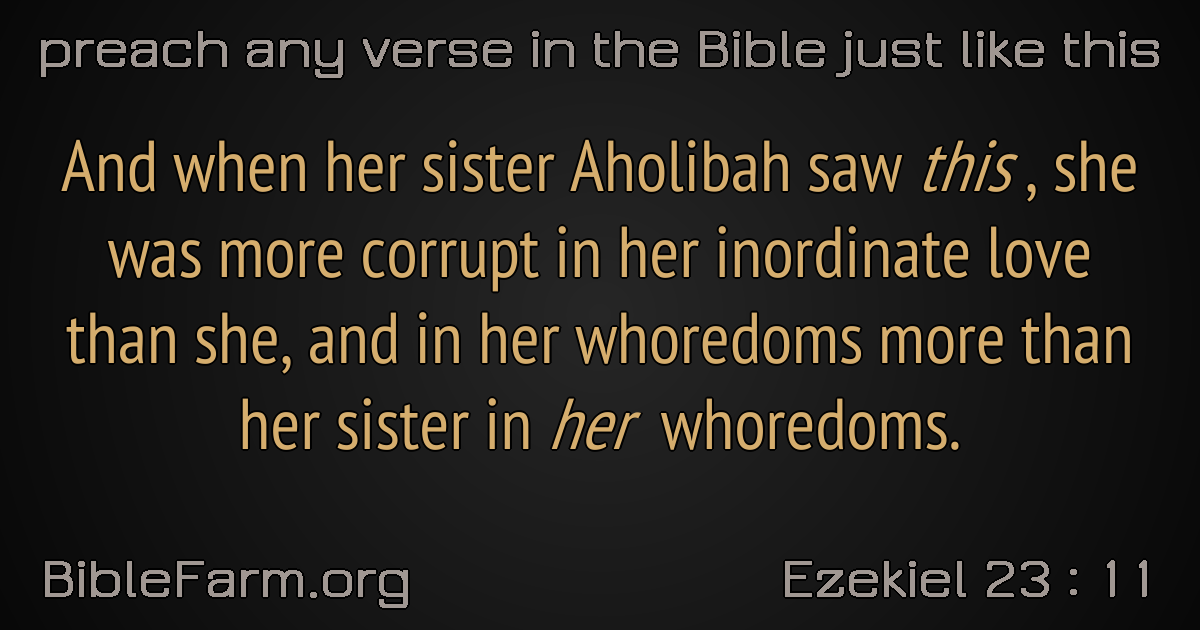 preach any verse in the Bible just like this
And when her sister Aholibah saw this , she
was more corrupt in her inordinate love
than she, and in her whoredoms more than
her sister in her whoredoms.
BibleFarm.org
Ezekiel 23 : 11